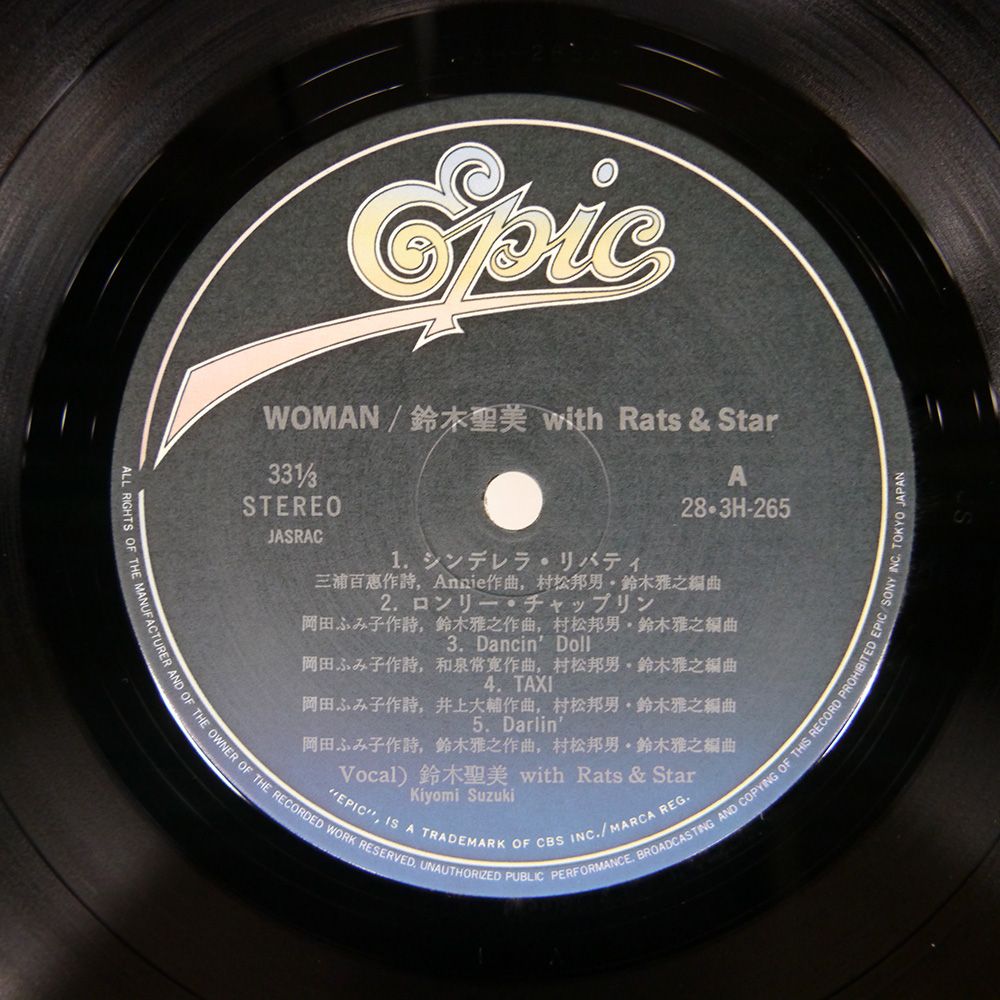 Epic
WOMAN / 鈴木聖美 with Rats & Star
33⅓
STEREO
JASRAC
A
28・3H-265
1. シンデレラ・リバティ
三浦百惠作詩, Annie作曲, 村松邦男・鈴木雅之編曲
2. ロンリー・チャップリン
岡田ふみ子作詩, 鈴木雅之作曲, 村松邦男・鈴木雅之編曲
3. Dancin' Doll
岡田ふみ子作詩, 和泉常寛作曲, 村松邦男・鈴木雅之編曲
4. TAXI
岡田ふみ子作詩, 井上大輔作曲, 村松邦男・鈴木雅之編曲
5. Darlin'
岡田ふみ子作詩, 鈴木雅之作曲, 村松邦男・鈴木雅之編曲
Vocal) 鈴木聖美 with Rats & Star
Kiyomi Suzuki
"EPIC", IS A TRADEMARK OF CBS INC./MARCA REG.
ALL RIGHTS OF THE MANUFACTURER AND OF THE OWNER OF THE RECORDED WORK RESERVED. UNAUTHORIZED PUBLIC PERFORMANCE, BROADCASTING AND COPYING OF THIS RECORD PROHIBITED EPIC/SONY INC. TOKYO JAPAN